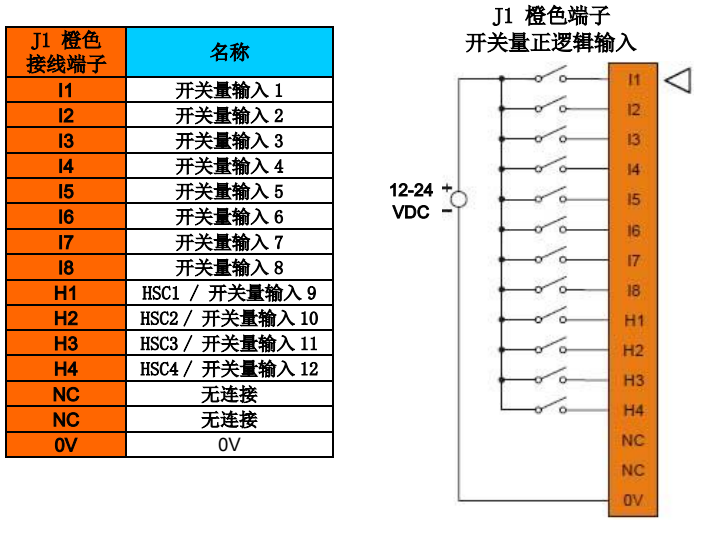 J1 橙色
接线端子
名称
I1 开关量输入 1
I2 开关量输入 2
I3 开关量输入 3
I4 开关量输入 4
I5 开关量输入 5
I6 开关量输入 6
I7 开关量输入 7
I8 开关量输入 8
H1 HSC1 / 开关量输入 9
H2 HSC2 / 开关量输入 10
H3 HSC3 / 开关量输入 11
H4 HSC4 / 开关量输入 12
NC 无连接
NC 无连接
0V 0V
J1 橙色端子
开关量正逻辑输入
12-24 +
VDC -
I1
I2
I3
I4
I5
I6
I7
I8
H1
H2
H3
H4
NC
NC
0V